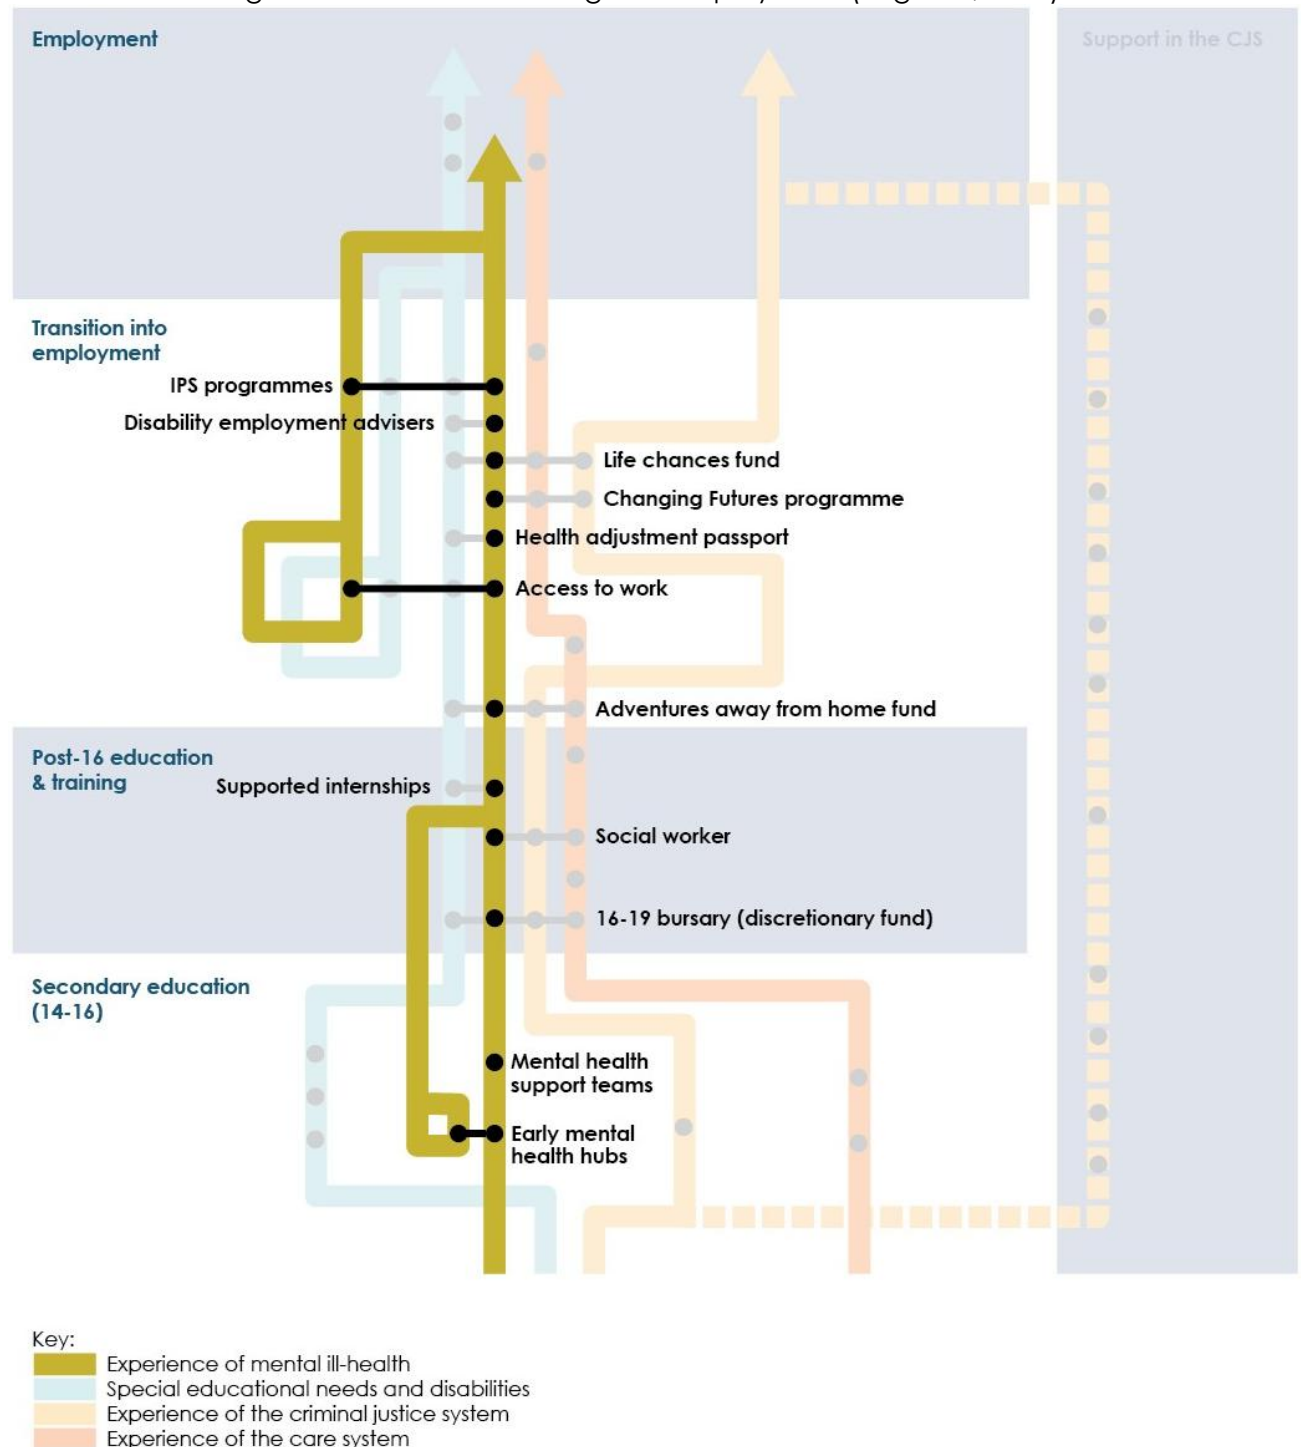 Employment
Support in the CJS
Transition into
employment
IPS programmes
Disability employment advisers
Life chances fund
Changing Futures programme
Health adjustment passport
Access to work
Adventures away from home fund
Post-16 education
& training
Supported internships
Social worker
16-19 bursary (discretionary fund)
Secondary education
(14-16)
Mental health
support teams
Early mental
health hubs
Key:
Experience of mental ill-health
Special educational needs and disabilities
Experience of the criminal justice system
Experience of the care system